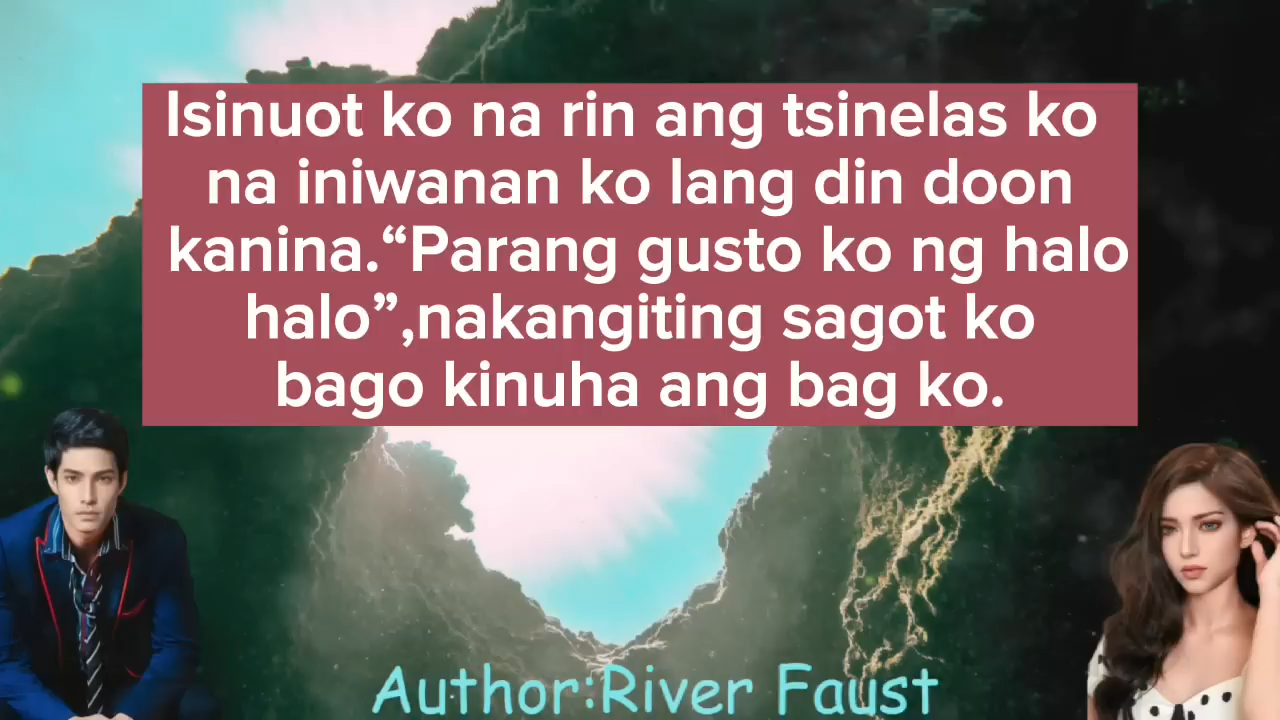 Isinuot ko na rin ang tsinelas ko
na iniwanan ko lang din doon
kanina.“Parang gusto ko ng halo
halo”,nakangiting sagot ko
bago kinuha ang bag ko.
Author:River Faust